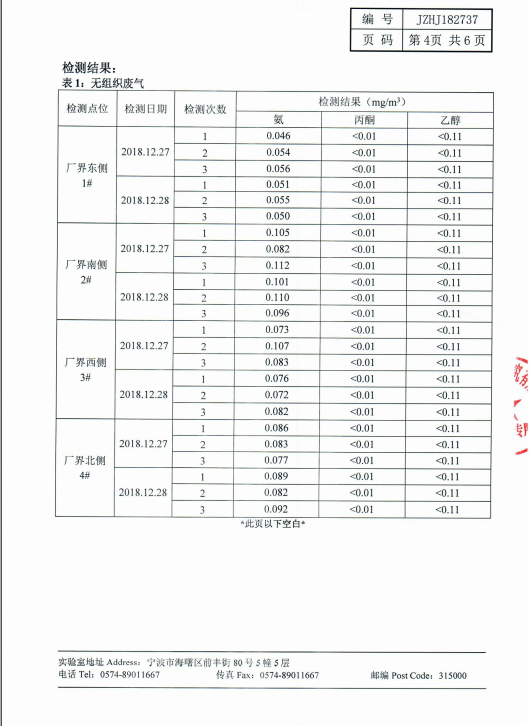 编 号 JZHJ182737
页 码 第 4页 共 6 页
检测结果：
表 1：无组织废气
检测点位 检测日期 检测次数 检测结果（mg/m³）
氨 丙酮 乙醇
厂界东侧 1# 2018.12.27 1 0.046 <0.01 <0.11
2 0.054 <0.01 <0.11
3 0.056 <0.01 <0.11
2018.12.28 1 0.051 <0.01 <0.11
2 0.055 <0.01 <0.11
3 0.050 <0.01 <0.11
厂界南侧 2# 2018.12.27 1 0.105 <0.01 <0.11
2 0.082 <0.01 <0.11
3 0.112 <0.01 <0.11
2018.12.28 1 0.101 <0.01 <0.11
2 0.110 <0.01 <0.11
3 0.096 <0.01 <0.11
厂界西侧 3# 2018.12.27 1 0.073 <0.01 <0.11
2 0.107 <0.01 <0.11
3 0.083 <0.01 <0.11
2018.12.28 1 0.076 <0.01 <0.11
2 0.072 <0.01 <0.11
3 0.082 <0.01 <0.11
厂界北侧 4# 2018.12.27 1 0.086 <0.01 <0.11
2 0.083 <0.01 <0.11
3 0.077 <0.01 <0.11
2018.12.28 1 0.089 <0.01 <0.11
2 0.082 <0.01 <0.11
3 0.092 <0.01 <0.11
*此页以下空白*
实验室地址 Address：宁波市海曙区前丰街 80 号 5 幢 5 层
电话 Tel：0574-89011667 传真 Fax：0574-89011667 邮编 Post Code：315000